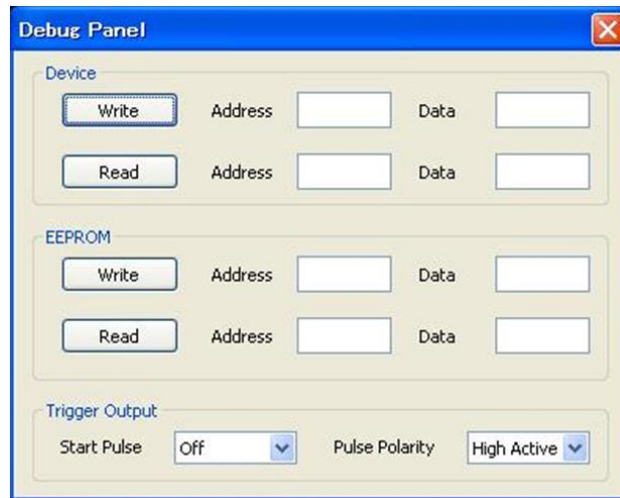 Debug Panel
Device
Write Address Data
Read Address Data
EEPROM
Write Address Data
Read Address Data
Trigger Output
Start Pulse Off Pulse Polarity High Active